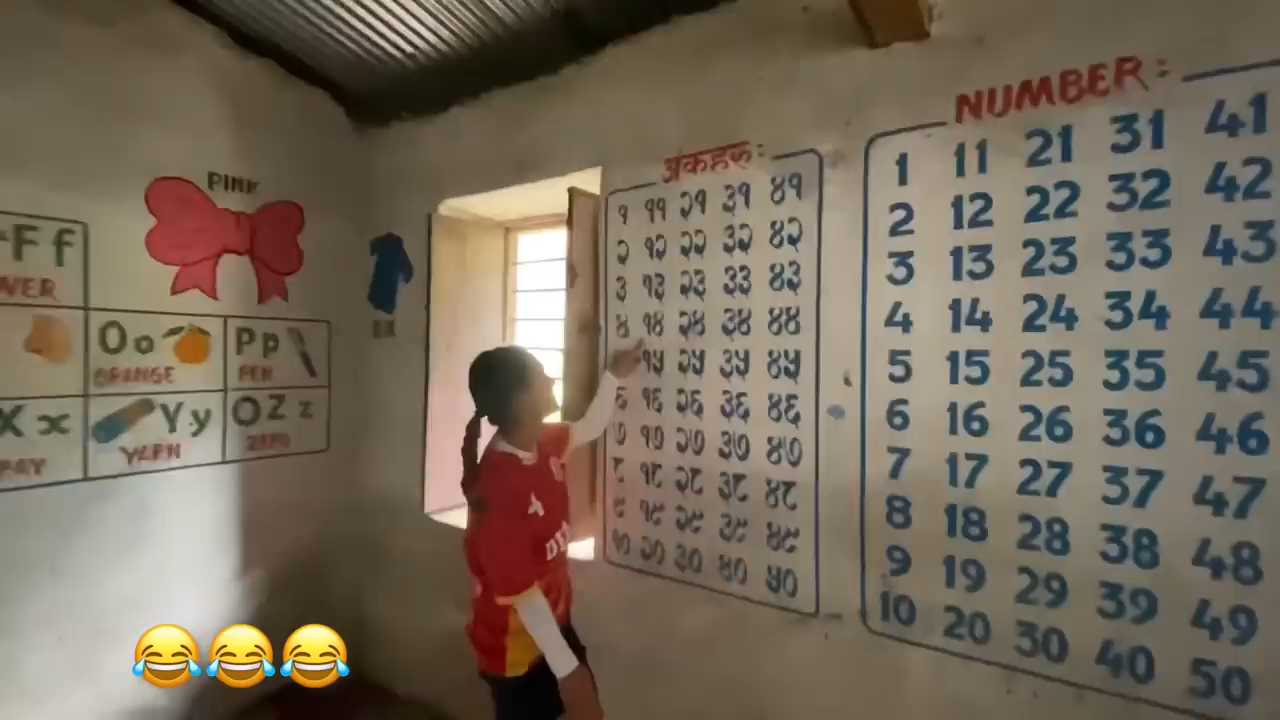 PINK
F f
Oo
ORANGE
Pp
PEN
X x
Y.y
YARN
Z z
ZERO
अंकहरु:
१ ११ २१ ३१ ४१
२ १२ २२ ३२ ४२
३ १३ २३ ३३ ४३
४ १४ २४ ३४ ४४
१५ २५ ३५ ४५
६ १६ २६ ३६ ४६
७ १७ २७ ३७ ४७
८ १८ २८ ३८ ४८
९ १९ २९ ३९ ४९
१० २० ३० ४० ५०
NUMBER:
1 11 21 31 41
2 12 22 32 42
3 13 23 33 43
4 14 24 34 44
5 15 25 35 45
6 16 26 36 46
7 17 27 37 47
8 18 28 38 48
9 19 29 39 49
10 20 30 40 50